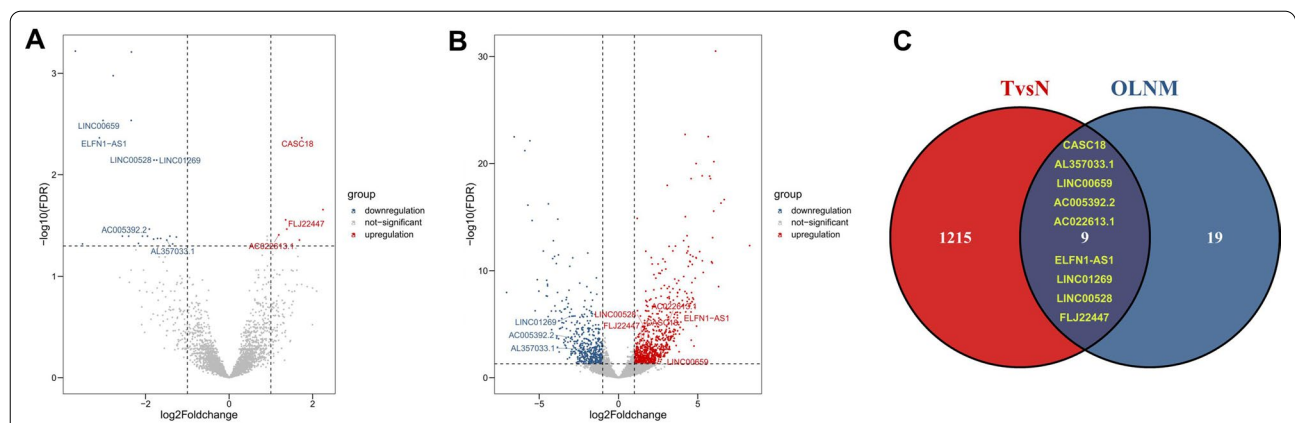 A
3
2
1
0
−log10(FDR)
LINC00659
ELFN1−AS1
LINC00528
LINC01269
CASC18
AC005392.2
FLJ22447
AC022613.1
AL357033.1
−2
0
2
log2Foldchange
group
downregulation
not−significant
upregulation
B
30
20
10
0
−log10(FDR)
LINC01269
LINC00528
AC022613.1
ELFN1−AS1
FLJ22447
CASC18
AC005392.2
AL357033.1
LINC00659
−5
0
5
log2Foldchange
group
downregulation
not−significant
upregulation
C
TvsN
OLNM
CASC18
AL357033.1
LINC00659
AC005392.2
AC022613.1
1215
9
19
ELFN1-AS1
LINC01269
LINC00528
FLJ22447